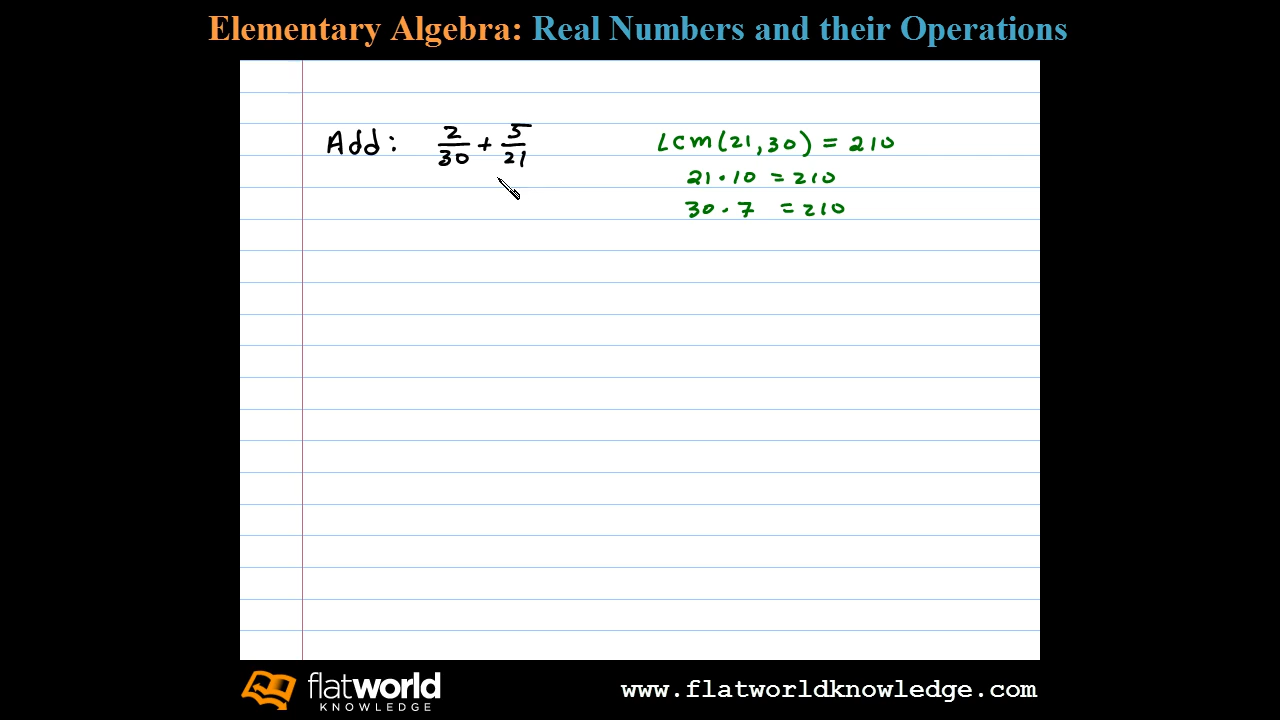 Elementary Algebra: Real Numbers and their Operations
Add: 2/30 + 5/21
LCM(21,30) = 210
21 · 10 = 210
30 · 7 = 210
flatworld
KNOWLEDGE
www.flatworldknowledge.com